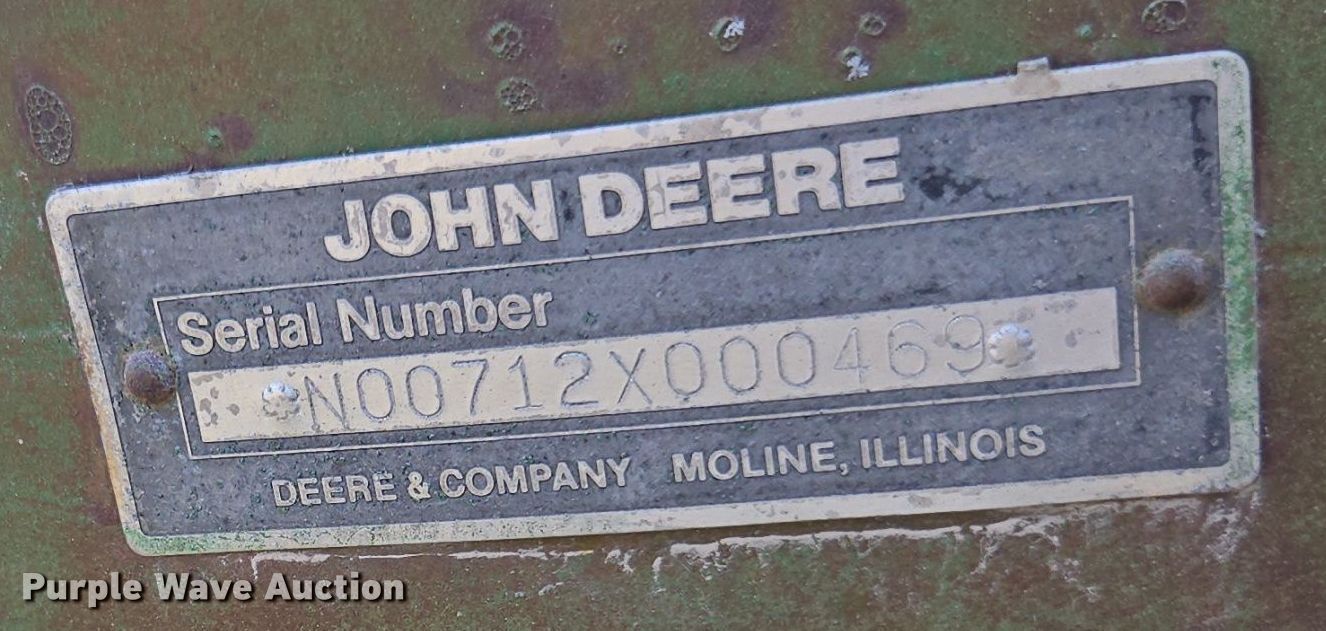 JOHN DEERE
Serial Number
*N00712X000469*
DEERE & COMPANY MOLINE, ILLINOIS
Purple Wave Auction